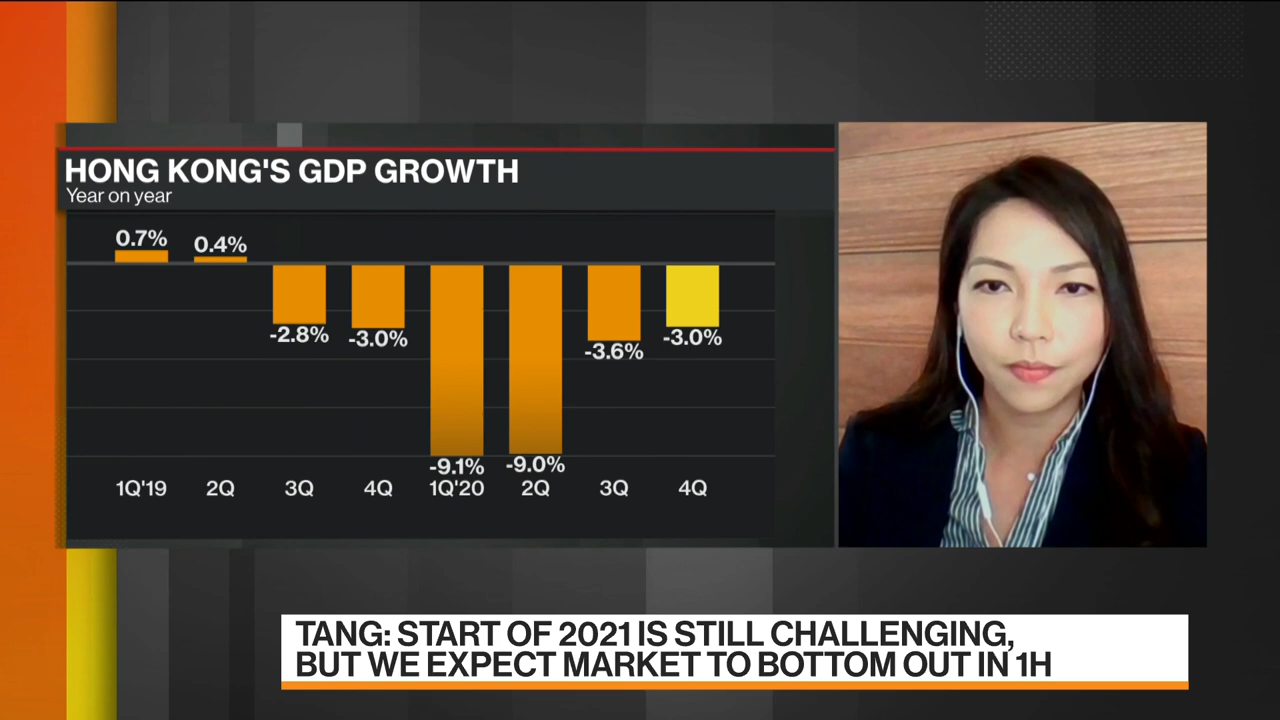 HONG KONG'S GDP GROWTH
Year on year
0.7%
0.4%
-2.8%
-3.0%
-9.1%
-9.0%
-3.6%
-3.0%
1Q'19 2Q 3Q 4Q 1Q'20 2Q 3Q 4Q
TANG: START OF 2021 IS STILL CHALLENGING,
BUT WE EXPECT MARKET TO BOTTOM OUT IN 1H